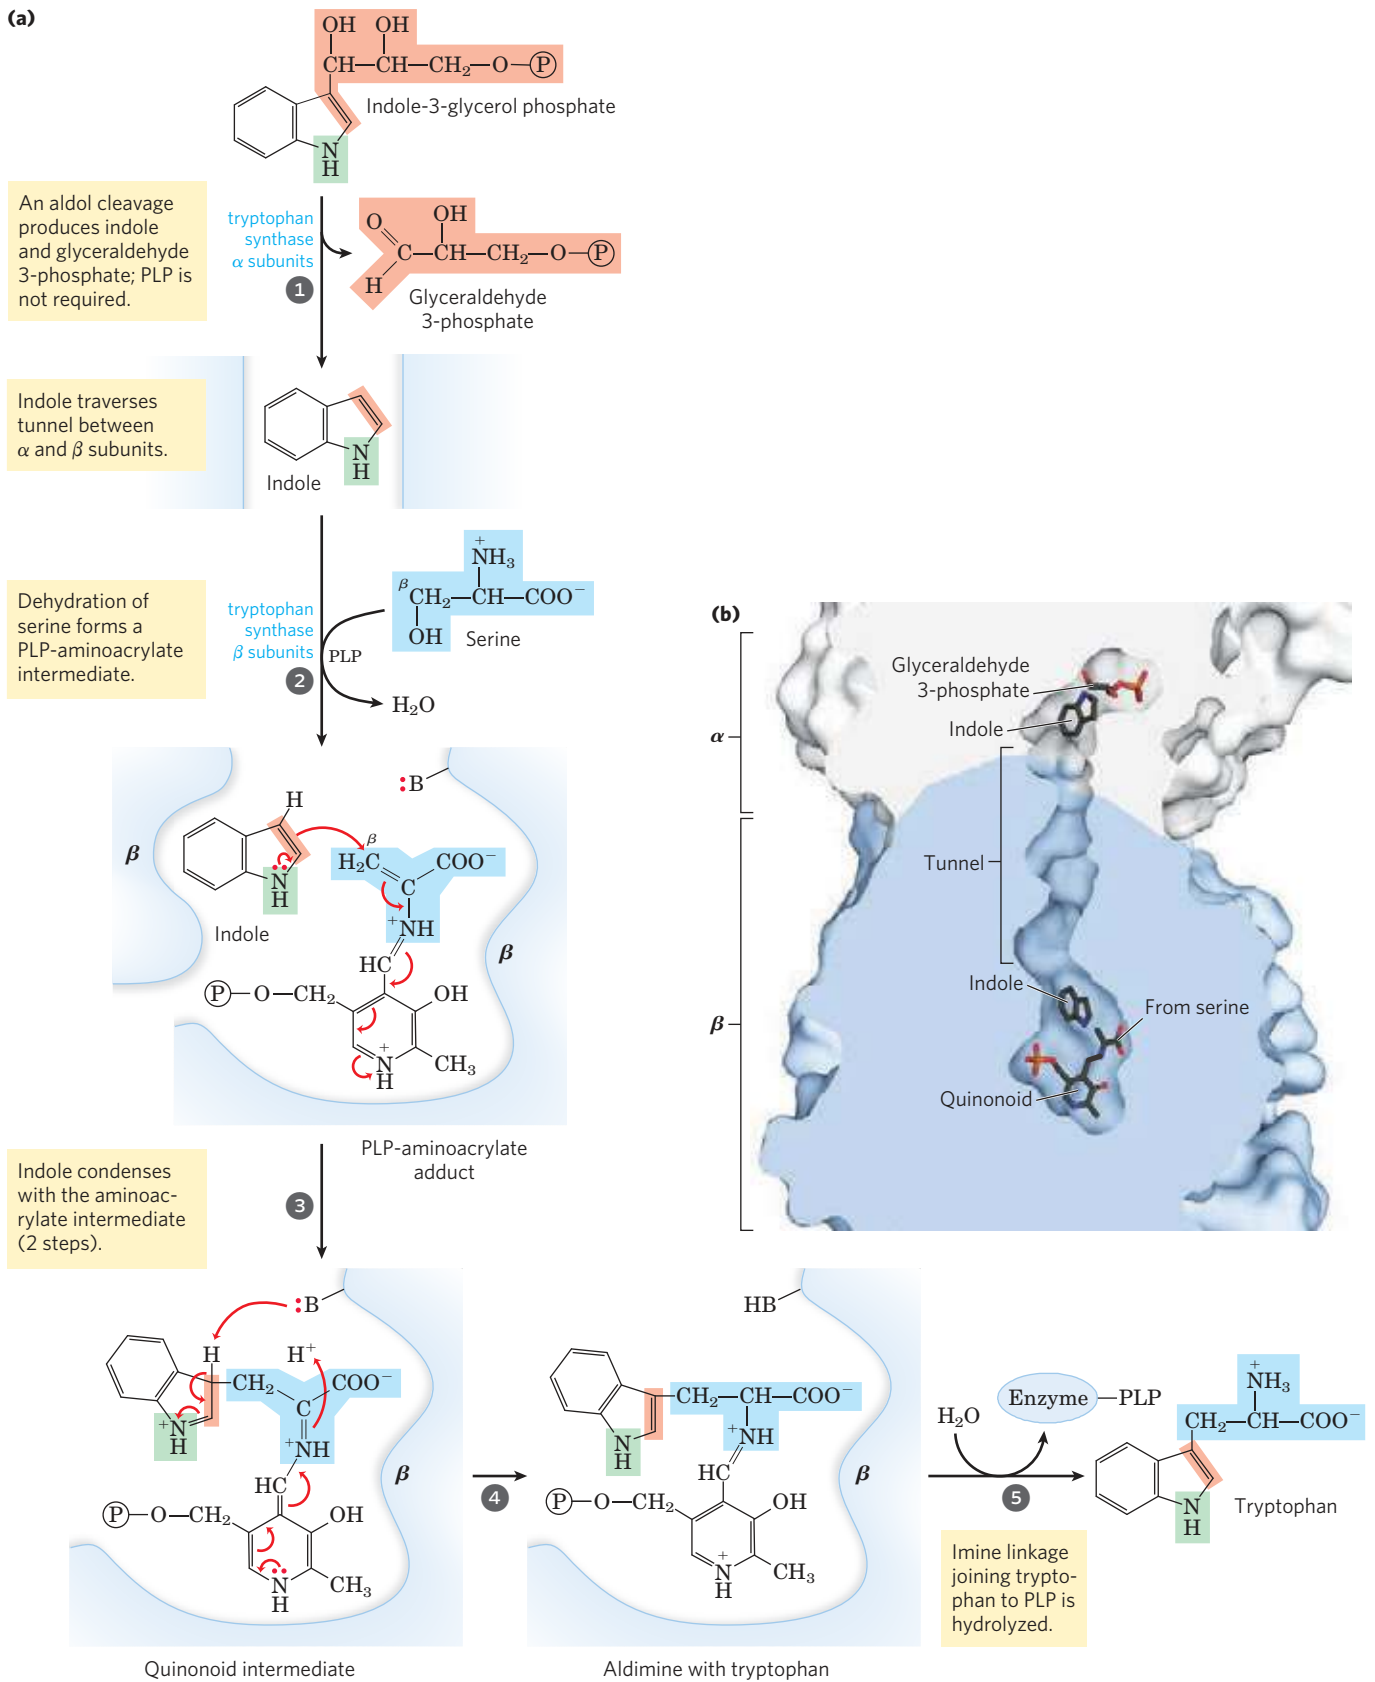 (a)
OH OH
CH—CH—CH₂—O—P
Indole-3-glycerol phosphate
N
H
An aldol cleavage
produces indole
and glyceraldehyde
3-phosphate; PLP is
not required.
tryptophan
synthase
α subunits
1
O
OH
C—CH—CH₂—O—P
H
Glyceraldehyde
3-phosphate
Indole traverses
tunnel between
α and β subunits.
N
H
Indole
Dehydration of
serine forms a
PLP-aminoacrylate
intermediate.
tryptophan
synthase
β subunits
2
PLP
+
NH₃
β
CH₂—CH—COO⁻
OH
Serine
H₂O
:B
H
β
β
H₂C
COO⁻
C
N
H
+NH
Indole
β
HC
P—O—CH₂
OH
+
N
H
CH₃
PLP-aminoacrylate
adduct
Indole condenses
with the aminoac-
rylate intermediate
(2 steps).
3
:B
H
H⁺
CH₂
COO⁻
C
+N
H
+NH
HC
β
P—O—CH₂
OH
N
H
CH₃
Quinonoid intermediate
4
HB
CH₂—CH—COO⁻
N
H
+NH
HC
β
P—O—CH₂
OH
+
N
H
CH₃
Aldimine with tryptophan
H₂O
Enzyme—PLP
5
Imine linkage
joining trypto-
phan to PLP is
hydrolyzed.
+
NH₃
CH₂—CH—COO⁻
N
H
Tryptophan
(b)
α
β
Glyceraldehyde
3-phosphate
Indole
Tunnel
Indole
From serine
Quinonoid